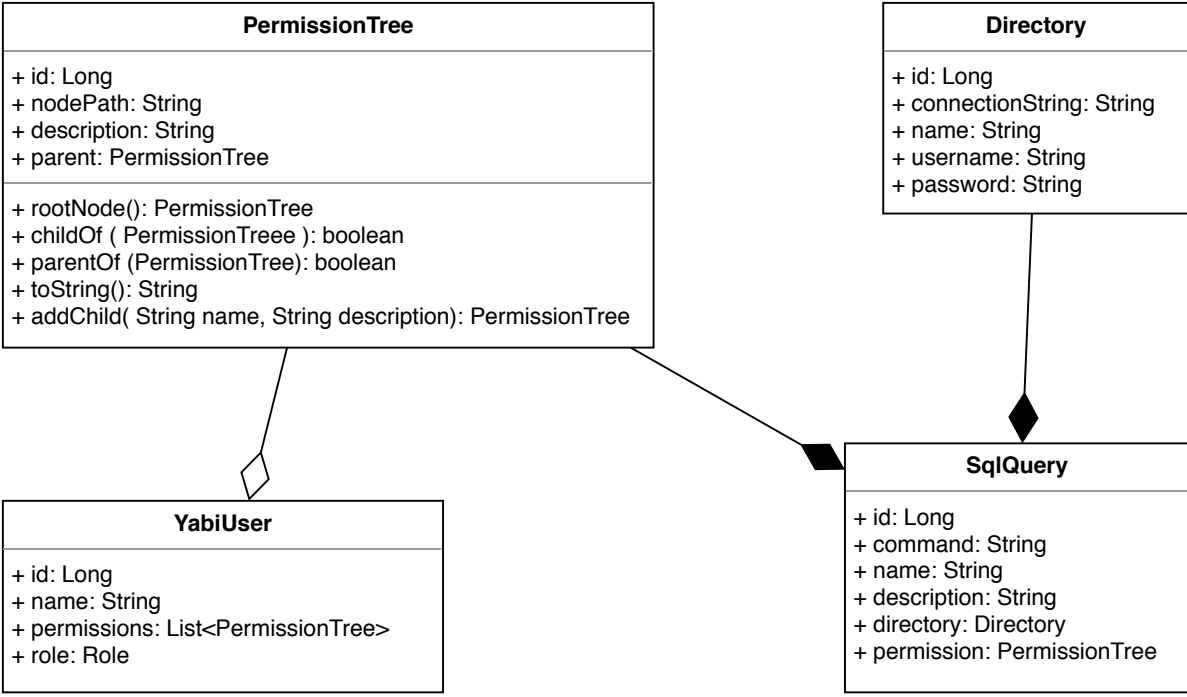 PermissionTree
+ id: Long
+ nodePath: String
+ description: String
+ parent: PermissionTree
+ rootNode(): PermissionTree
+ childOf ( PermissionTreee ): boolean
+ parentOf (PermissionTree): boolean
+ toString(): String
+ addChild( String name, String description): PermissionTree
Directory
+ id: Long
+ connectionString: String
+ name: String
+ username: String
+ password: String
YabiUser
+ id: Long
+ name: String
+ permissions: List<PermissionTree>
+ role: Role
SqlQuery
+ id: Long
+ command: String
+ name: String
+ description: String
+ directory: Directory
+ permission: PermissionTree